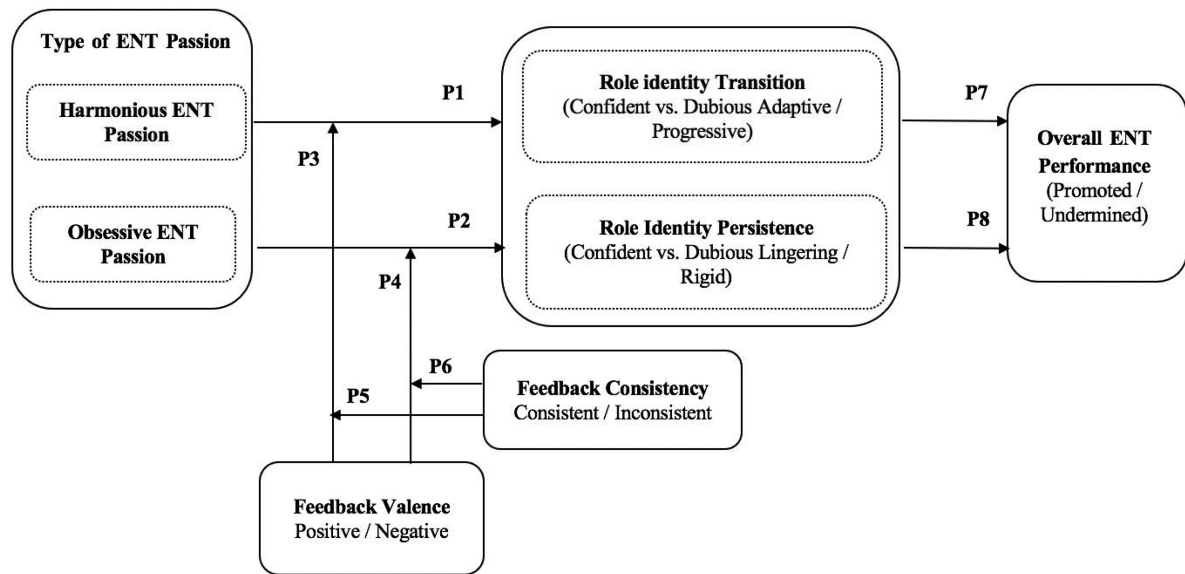 Type of ENT Passion
Harmonious ENT
Passion
Obsessive ENT
Passion
P1
P3
P2
P4
Role identity Transition
(Confident vs. Dubious Adaptive /
Progressive)
Role Identity Persistence
(Confident vs. Dubious Lingering /
Rigid)
P7
P8
Overall ENT
Performance
(Promoted /
Undermined)
P6
P5
Feedback Consistency
Consistent / Inconsistent
Feedback Valence
Positive / Negative